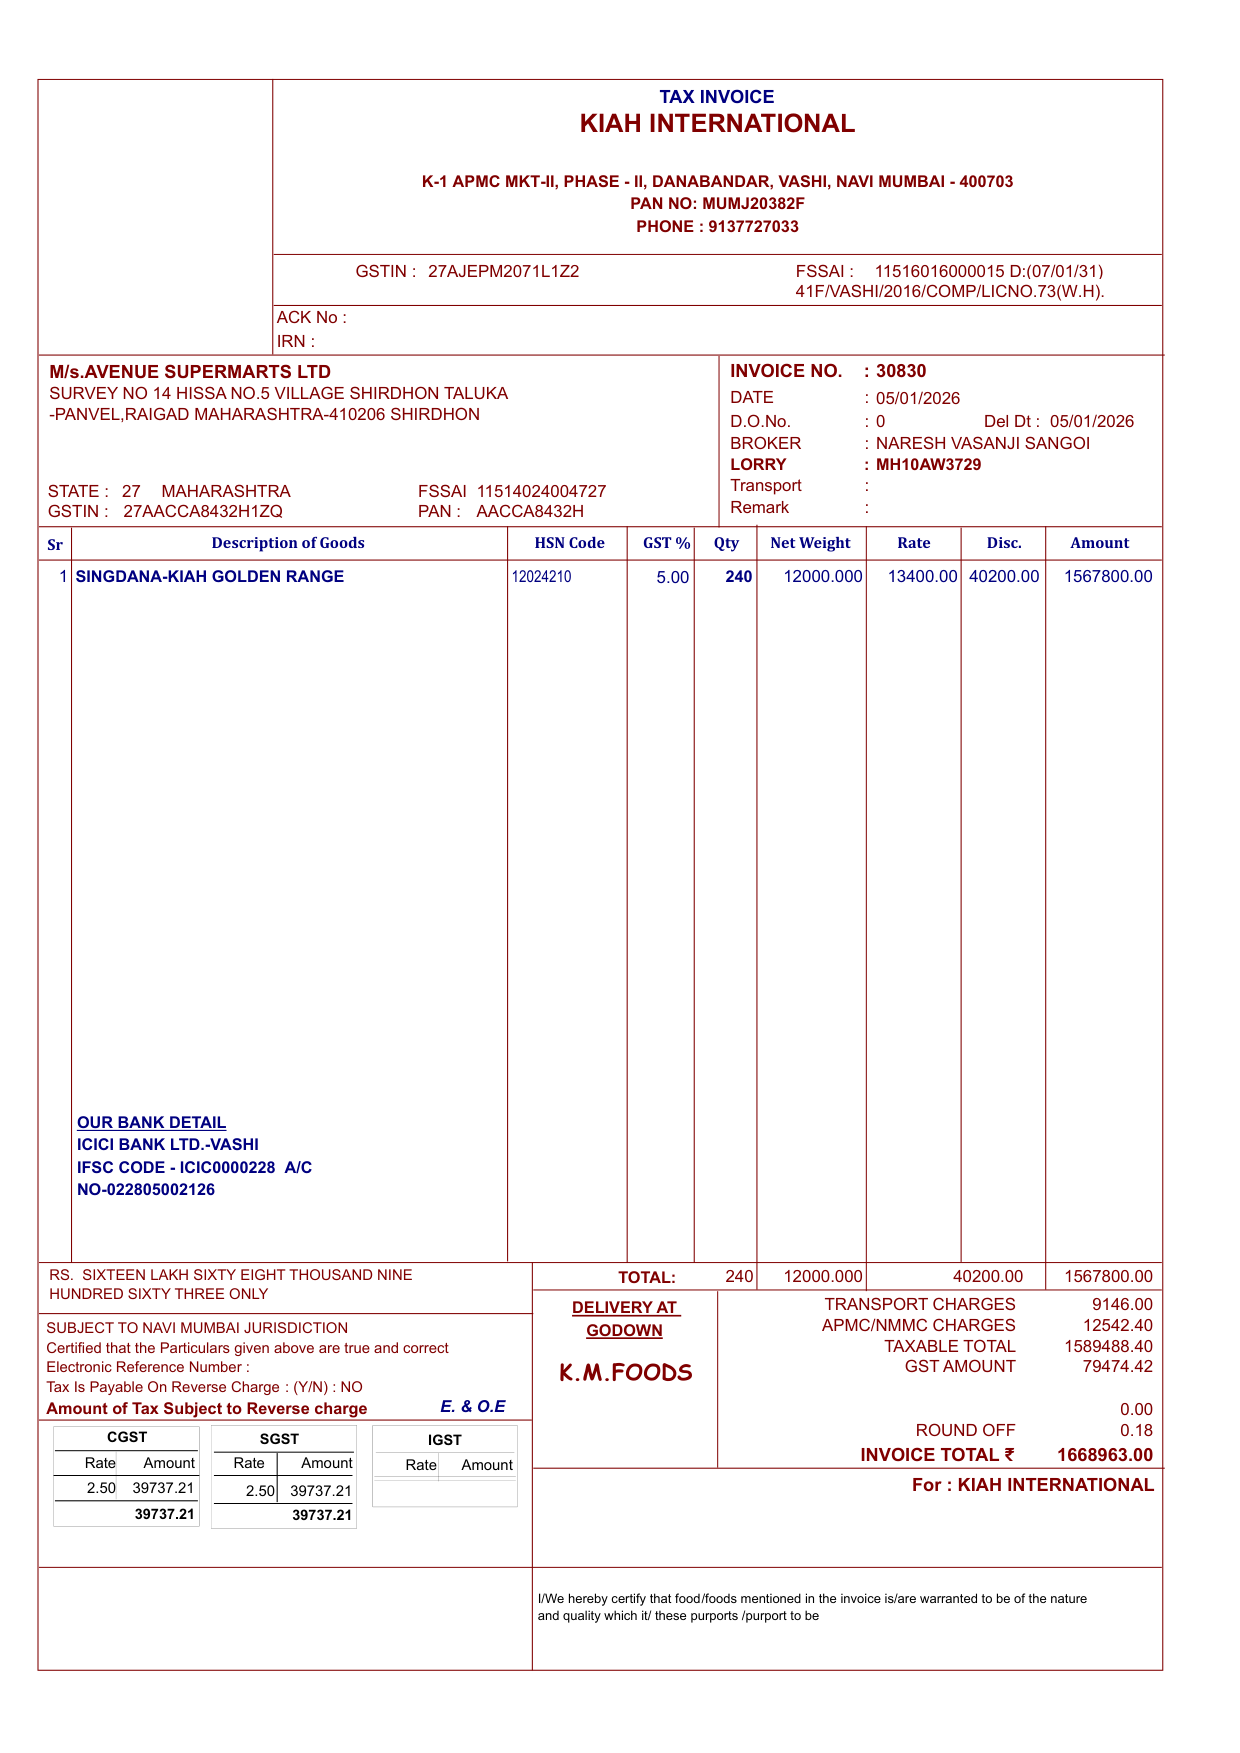 TAX INVOICE
KIAH INTERNATIONAL
K-1 APMC MKT-II, PHASE - II, DANABANDAR, VASHI, NAVI MUMBAI - 400703
PAN NO: MUMJ20382F
PHONE : 9137727033
GSTIN : 27AJEPM2071L1Z2 FSSAI : 11516016000015 D:(07/01/31)
41F/VASHI/2016/COMP/LICNO.73(W.H).
ACK No :
IRN :
M/s.AVENUE SUPERMARTS LTD
SURVEY NO 14 HISSA NO.5 VILLAGE SHIRDHON TALUKA
-PANVEL,RAIGAD MAHARASHTRA-410206 SHIRDHON
STATE : 27 MAHARASHTRA FSSAI 11514024004727
GSTIN : 27AACCA8432H1ZQ PAN : AACCA8432H
INVOICE NO. : 30830
DATE : 05/01/2026
D.O.No. : 0 Del Dt : 05/01/2026
BROKER : NARESH VASANJI SANGOI
LORRY : MH10AW3729
Transport :
Remark :
Sr Description of Goods HSN Code GST % Qty Net Weight Rate Disc. Amount
1 SINGDANA-KIAH GOLDEN RANGE 12024210 5.00 240 12000.000 13400.00 40200.00 1567800.00
OUR BANK DETAIL
ICICI BANK LTD.-VASHI
IFSC CODE - ICIC0000228 A/C
NO-022805002126
RS. SIXTEEN LAKH SIXTY EIGHT THOUSAND NINE
HUNDRED SIXTY THREE ONLY
TOTAL: 240 12000.000 40200.00 1567800.00
SUBJECT TO NAVI MUMBAI JURISDICTION
Certified that the Particulars given above are true and correct
Electronic Reference Number :
Tax Is Payable On Reverse Charge : (Y/N) : NO
Amount of Tax Subject to Reverse charge E. & O.E
DELIVERY AT
GODOWN
K.M.FOODS
TRANSPORT CHARGES 9146.00
APMC/NMMC CHARGES 12542.40
TAXABLE TOTAL 1589488.40
GST AMOUNT 79474.42
0.00
ROUND OFF 0.18
INVOICE TOTAL ₹ 1668963.00
CGST SGST IGST
Rate Amount Rate Amount Rate Amount
2.50 39737.21 2.50 39737.21
39737.21 39737.21
For : KIAH INTERNATIONAL
I/We hereby certify that food/foods mentioned in the invoice is/are warranted to be of the nature
and quality which it/ these purports /purport to be